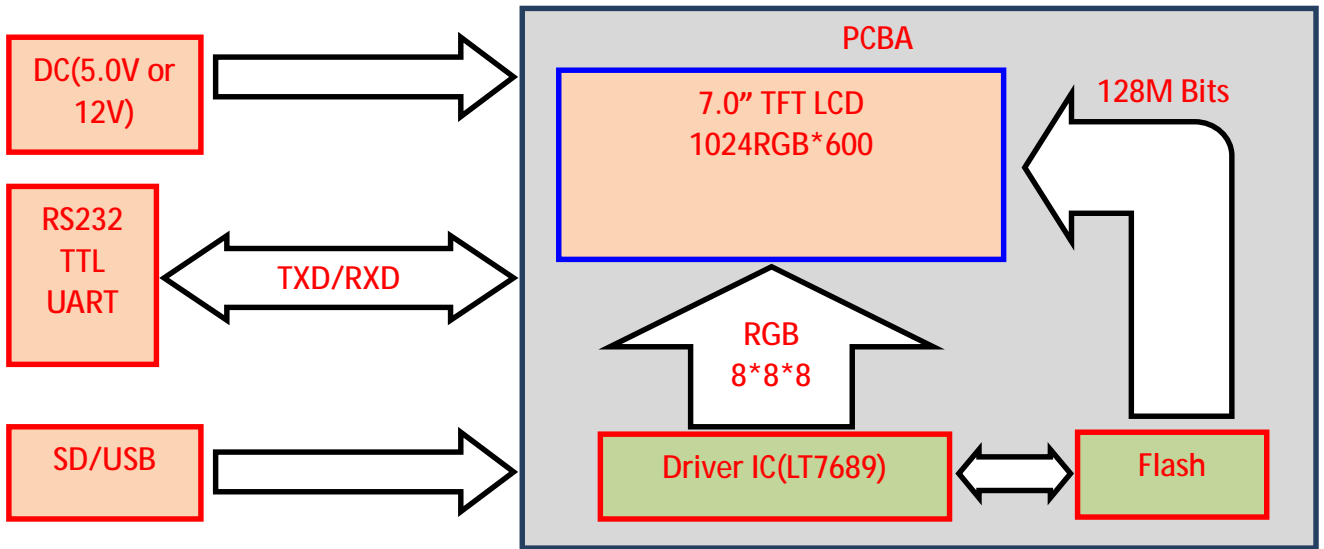 DC(5.0V or
12V)
RS232
TTL
UART
TXD/RXD
SD/USB
PCBA
7.0” TFT LCD
1024RGB*600
128M Bits
RGB
8*8*8
Driver IC(LT7689)
Flash